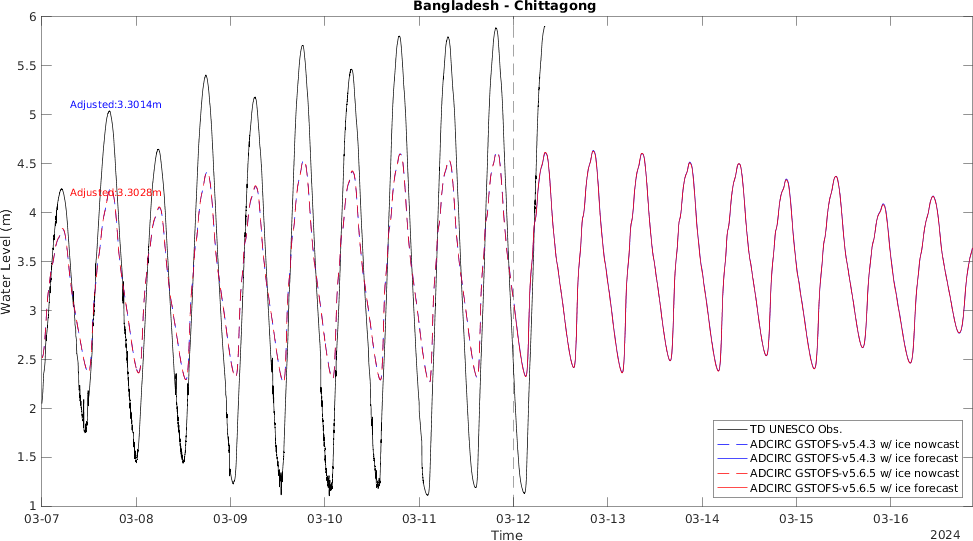 Bangladesh - Chittagong
6
5.5
5
4.5
4
3.5
3
2.5
2
1.5
1
Water Level (m)
Adjusted:3.3014m
Adjusted:3.3028m
TD UNESCO Obs.
ADCIRC GSTOFS-v5.4.3 w/ ice nowcast
ADCIRC GSTOFS-v5.4.3 w/ ice forecast
ADCIRC GSTOFS-v5.6.5 w/ ice nowcast
ADCIRC GSTOFS-v5.6.5 w/ ice forecast
03-07 03-08 03-09 03-10 03-11 03-12 03-13 03-14 03-15 03-16
Time
2024